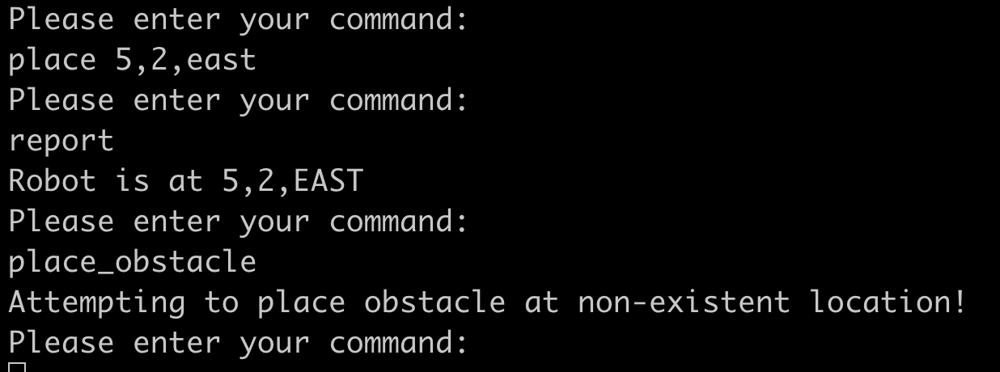 Please enter your command:
place 5,2,east
Please enter your command:
report
Robot is at 5,2,EAST
Please enter your command:
place_obstacle
Attempting to place obstacle at non-existent location!
Please enter your command: